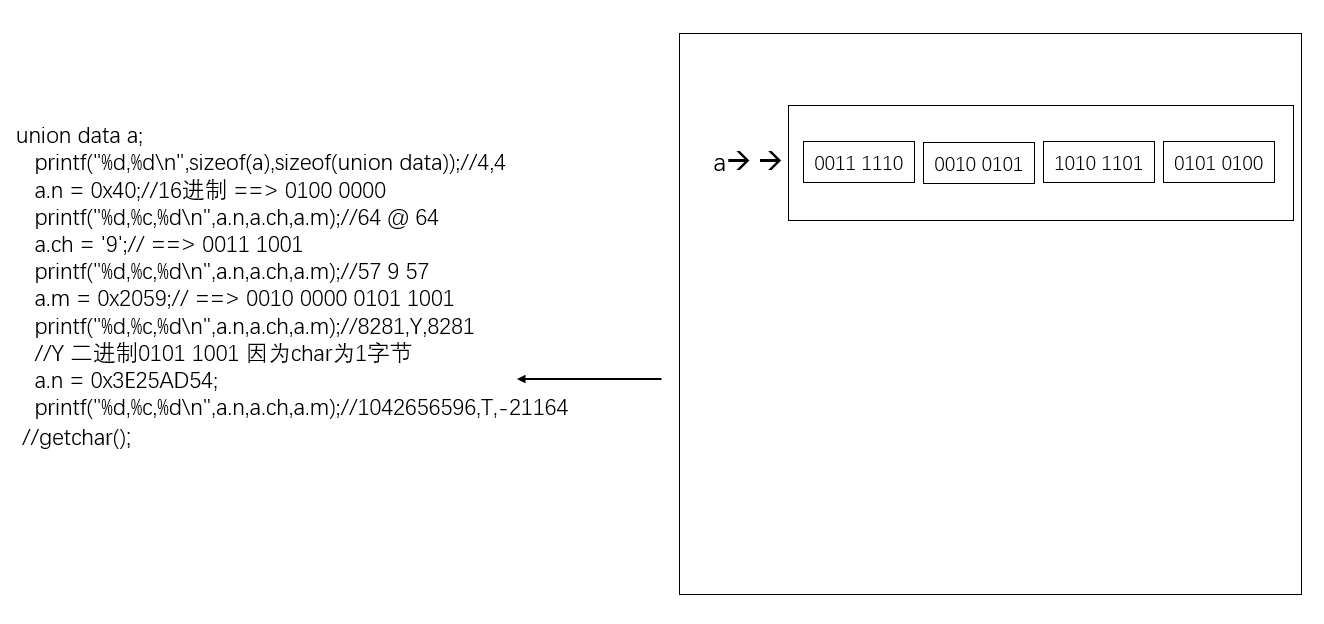 union data a;
printf("%d,%d\n",sizeof(a),sizeof(union data));//4,4
a.n = 0x40;//16进制 ==> 0100 0000
printf("%d,%c,%d\n",a.n,a.ch,a.m);//64 @ 64
a.ch = '9';// ==> 0011 1001
printf("%d,%c,%d\n",a.n,a.ch,a.m);//57 9 57
a.m = 0x2059;// ==> 0010 0000 0101 1001
printf("%d,%c,%d\n",a.n,a.ch,a.m);//8281,Y,8281
//Y 二进制0101 1001 因为char为1字节
a.n = 0x3E25AD54;
printf("%d,%c,%d\n",a.n,a.ch,a.m);//1042656596,T,-21164
//getchar();
a→ → 0011 1110 0010 0101 1010 1101 0101 0100